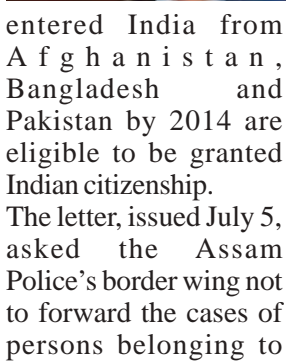 entered India from
Afghanistan,
Bangladesh and
Pakistan by 2014 are
eligible to be granted
Indian citizenship.
The letter, issued July 5,
asked the Assam
Police's border wing not
to forward the cases of
persons belonging to